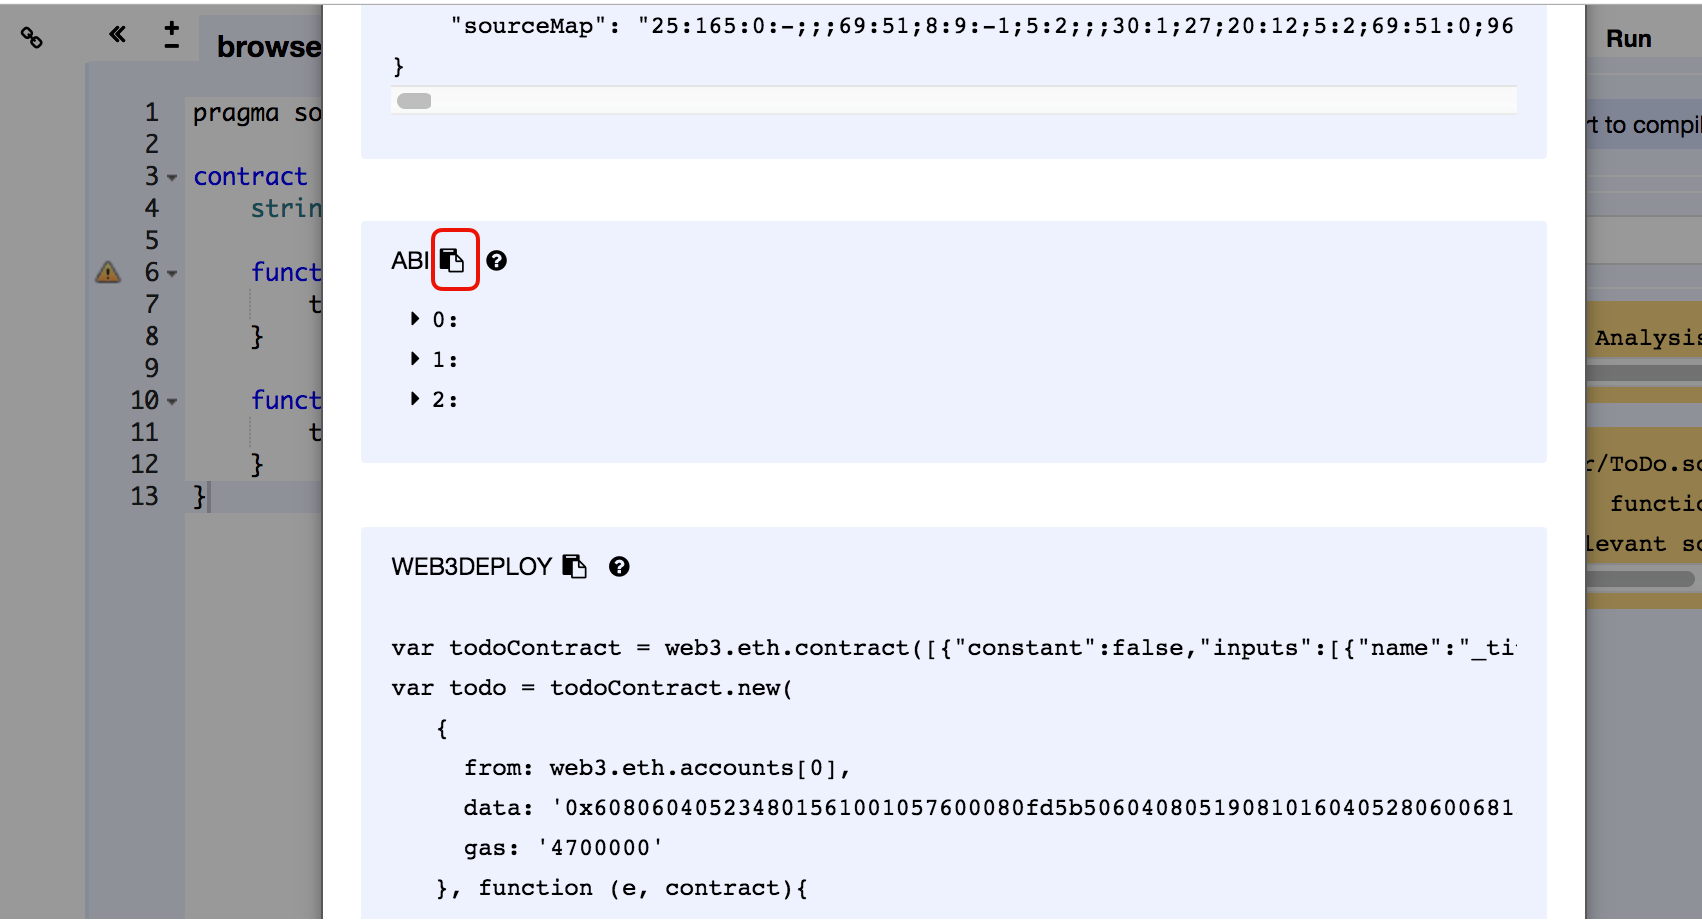 "sourceMap": "25:165:0:-;;;69:51;8:9:-1;5:2;;;30:1;27;20:12;5:2;69:51:0;96
}
+
-
browse
Run
1 pragma so
2
3 contract
4 strin
5
6 funct
7 t
8 }
9
10 funct
11 t
12 }
13 }
rt to compil
Analysis
r/ToDo.so
functio
levant so
ABI
0:
1:
2:
WEB3DEPLOY
var todoContract = web3.eth.contract([{"constant":false,"inputs":[{"name":"_ti
var todo = todoContract.new(
{
from: web3.eth.accounts[0],
data: '0x608060405234801561001057600080fd5b506040805190810160405280600681
gas: '4700000'
}, function (e, contract){